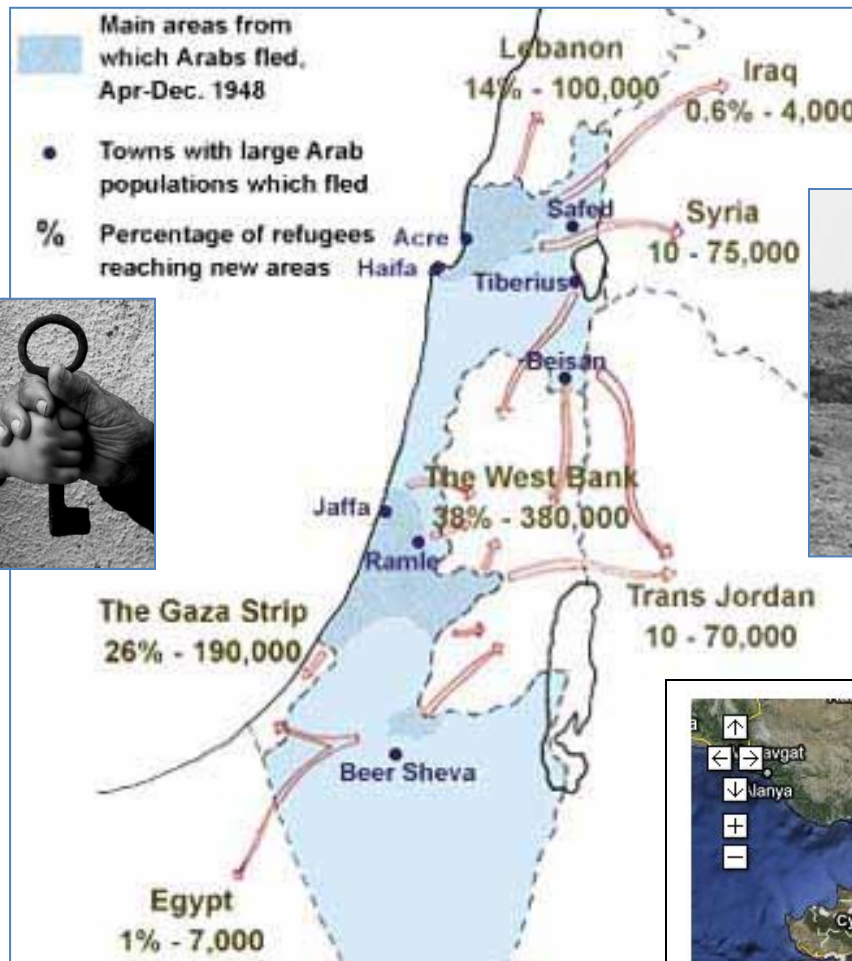 Main areas from
which Arabs fled,
Apr-Dec. 1948
Towns with large Arab
populations which fled
% Percentage of refugees
reaching new areas
Lebanon
14% - 100,000
Iraq
0.6% - 4,000
Safed
Syria
10 - 75,000
Acre
Haifa
Tiberius
Beisan
The West Bank
38% - 380,000
Jaffa
Ramle
The Gaza Strip
26% - 190,000
Trans Jordan
10 - 70,000
Beer Sheva
Egypt
1% - 7,000
avgat
Alanya
Cy